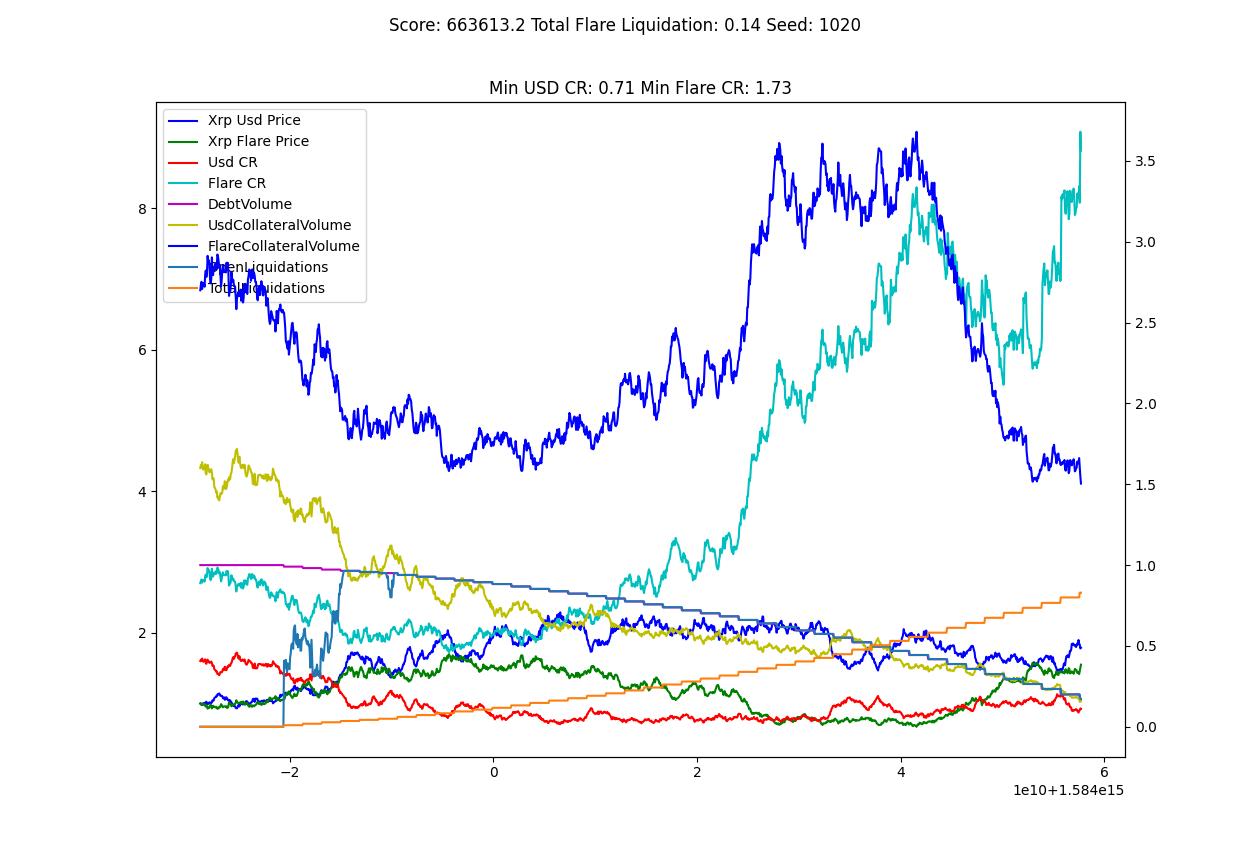 Score: 663613.2 Total Flare Liquidation: 0.14 Seed: 1020
Min USD CR: 0.71 Min Flare CR: 1.73
Xrp Usd Price
Xrp Flare Price
Usd CR
Flare CR
DebtVolume
UsdCollateralVolume
FlareCollateralVolume
OpenLiquidations
TotalLiquidations
8
6
4
2
3.5
3.0
2.5
2.0
1.5
1.0
0.5
0.0
−2 0 2 4 6
1e10+1.584e15